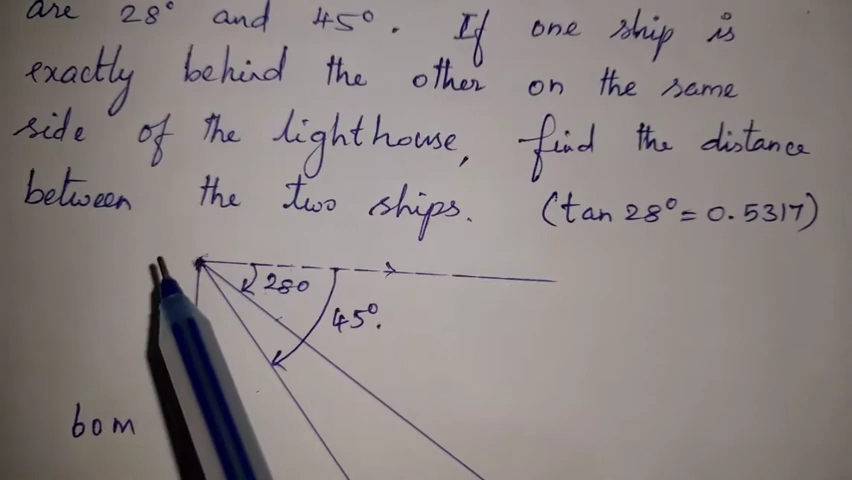 are 28° and 45°. If one ship is
exactly behind the other on the same
side of the lighthouse, find the distance
between the two ships. (tan 28° = 0.5317)
280
45°.
60m